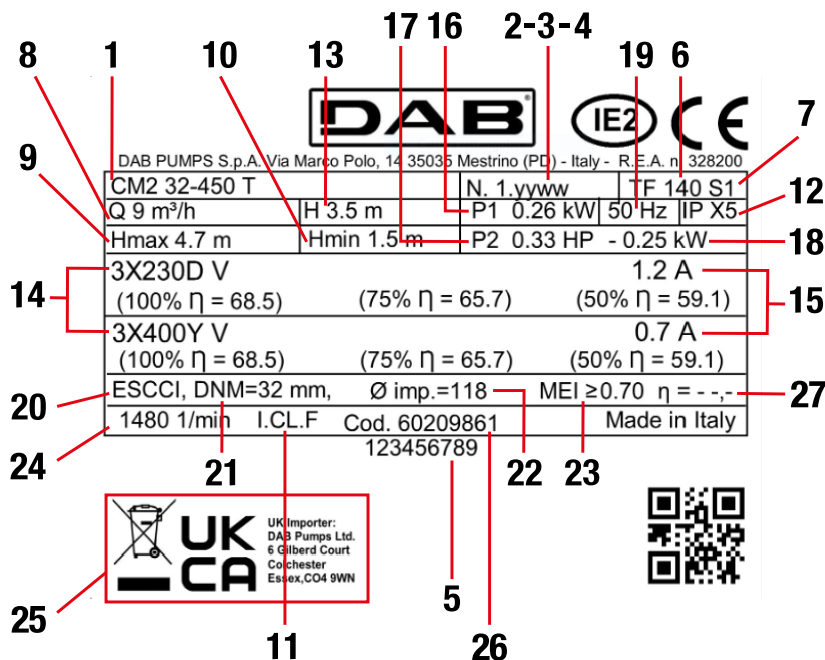 17 16 2-3-4
8 1 10 13 19 6
DAB IE2 CE
9 7
DAB PUMPS S.p.A. Via Marco Polo, 14 35035 Mestrino (PD) - Italy - R.E.A. n. 328200
CM2 32-450 T N. 1.yyww TF 140 S1
12
Q 9 m³/h H 3.5 m P1 0.26 kW 50 Hz IP X5
Hmax 4.7 m Hmin 1.5 m P2 0.33 HP - 0.25 kW
18
3X230D V 1.2 A
14 15
(100% η = 68.5) (75% η = 65.7) (50% η = 59.1)
3X400Y V 0.7 A
(100% η = 68.5) (75% η = 65.7) (50% η = 59.1)
20 ESCCI, DNM=32 mm, Ø imp.=118 MEI ≥0.70 η = - -,- 27
24 1480 1/min I.CL.F Cod. 60209861 Made in Italy
123456789
21 22 23
UK
CA
UK Importer:
DAB Pumps Ltd.
6 Gilberd Court
Colchester
Essex,CO4 9WN
25 11 5 26